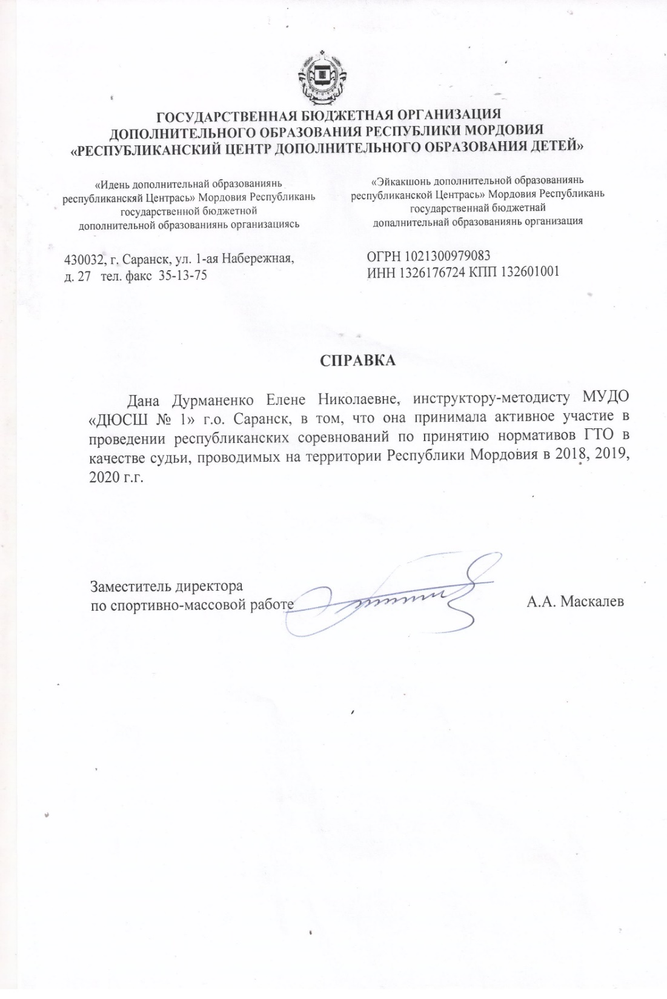 ГОСУДАРСТВЕННАЯ БЮДЖЕТНАЯ ОРГАНИЗАЦИЯ
ДОПОЛНИТЕЛЬНОГО ОБРАЗОВАНИЯ РЕСПУБЛИКИ МОРДОВИЯ
«РЕСПУБЛИКАНСКИЙ ЦЕНТР ДОПОЛНИТЕЛЬНОГО ОБРАЗОВАНИЯ ДЕТЕЙ»
«Идень дополнительнай образованиянь
республиканскяй Центрась» Мордовия Республикань
государственной бюджетной
дополнительной образованиянь организациясь
«Эйкакшонь дополнительной образованиянь
республиканской Центрась» Мордовия Республикань
государственнай бюджетнай
допалнительнай образованиянь организация
430032, г. Саранск, ул. 1-ая Набережная,
д. 27 тел. факс 35-13-75
ОГРН 1021300979083
ИНН 1326176724 КПП 132601001
СПРАВКА
Дана Дурманенко Елене Николаевне, инструктору-методисту МУДО
«ДЮСШ № 1» г.о. Саранск, в том, что она принимала активное участие в
проведении республиканских соревнований по принятию нормативов ГТО в
качестве судьи, проводимых на территории Республики Мордовия в 2018, 2019,
2020 г.г.
Заместитель директора
по спортивно-массовой работе
А.А. Маскалев